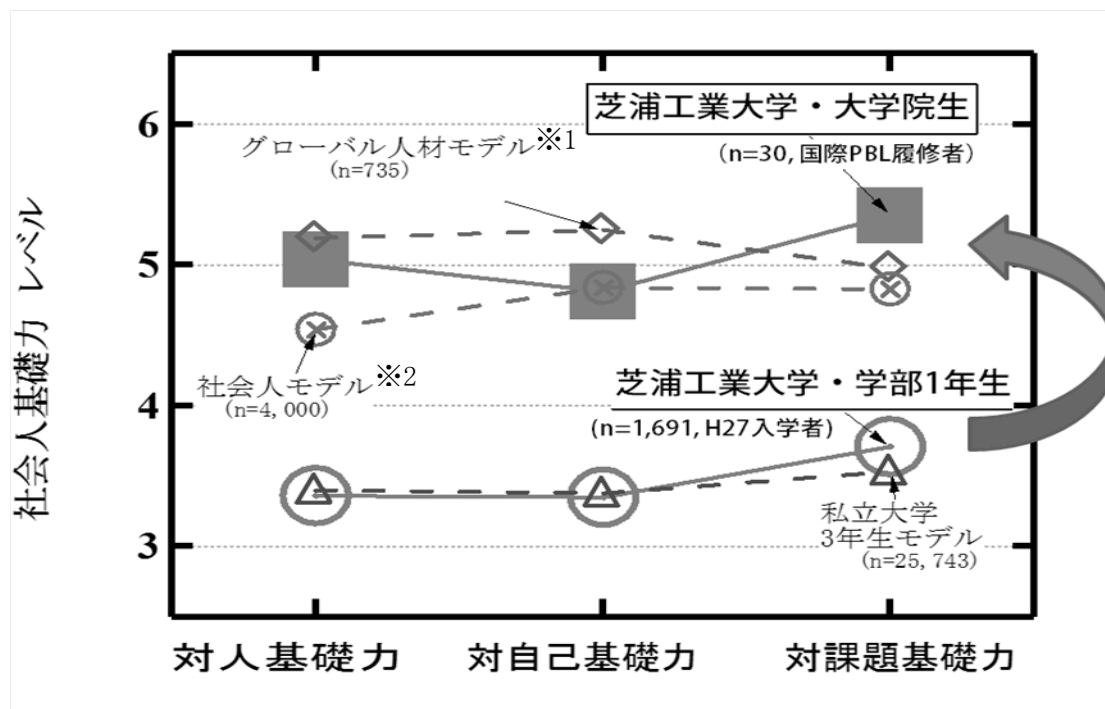 社会人基礎力 レベル
6
5
4
3
芝浦工業大学・大学院生
(n=30, 国際PBL履修者)
グローバル人材モデル※1
(n=735)
社会人モデル※2
(n=4, 000)
芝浦工業大学・学部1年生
(n=1,691, H27入学者)
私立大学
3年生モデル
(n=25, 743)
対人基礎力 対自己基礎力 対課題基礎力